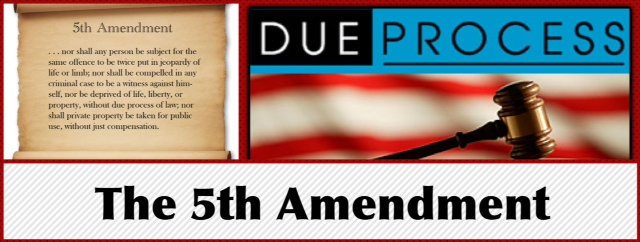 5th Amendment
. . . nor shall any person be subject for the
same offence to be twice put in jeopardy of
life or limb; nor shall be compelled in any
criminal case to be a witness against him-
self, nor be deprived of life, liberty, or
property, without due process of law; nor
shall private property be taken for public
use, without just compensation.
DUE PROCESS
The 5th Amendment